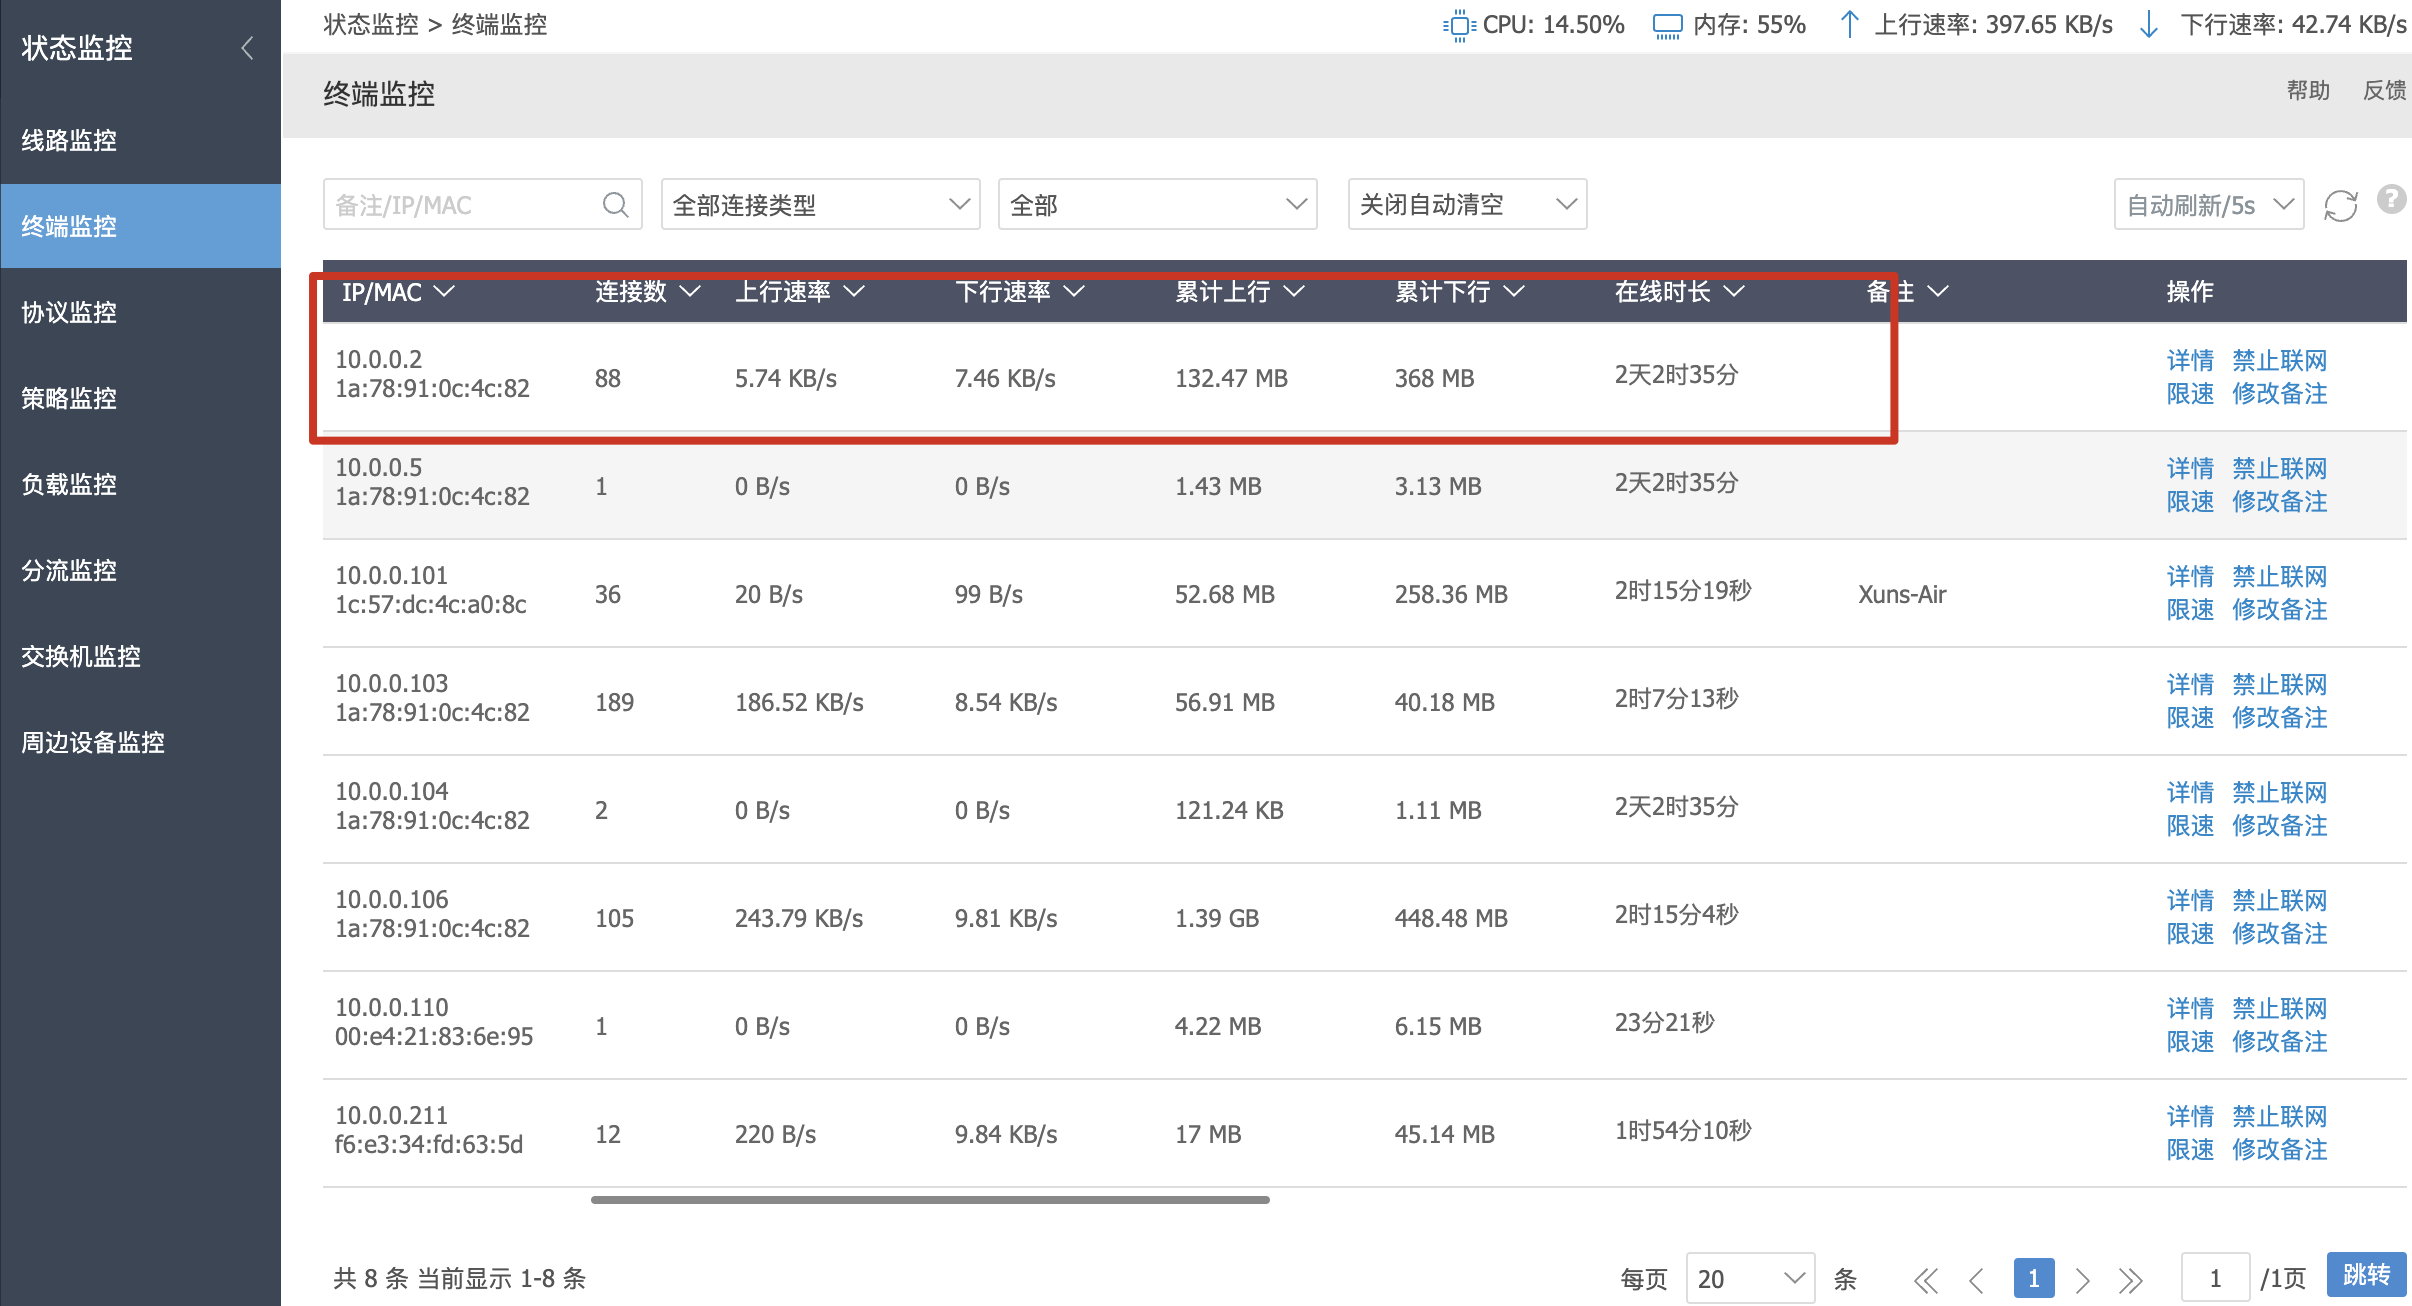 状态监控
线路监控
终端监控
协议监控
策略监控
负载监控
分流监控
交换机监控
周边设备监控
状态监控 > 终端监控
CPU: 14.50% 内存: 55% 上行速率: 397.65 KB/s 下行速率: 42.74 KB/s
终端监控 帮助 反馈
备注/IP/MAC 全部连接类型 全部 关闭自动清空 自动刷新/5s ?
IP/MAC 连接数 上行速率 下行速率 累计上行 累计下行 在线时长 备注 操作
10.0.0.2
1a:78:91:0c:4c:82
88 5.74 KB/s 7.46 KB/s 132.47 MB 368 MB 2天2时35分
详情 禁止联网
限速 修改备注
10.0.0.5
1a:78:91:0c:4c:82
1 0 B/s 0 B/s 1.43 MB 3.13 MB 2天2时35分
详情 禁止联网
限速 修改备注
10.0.0.101
1c:57:dc:4c:a0:8c
36 20 B/s 99 B/s 52.68 MB 258.36 MB 2时15分19秒 Xuns-Air
详情 禁止联网
限速 修改备注
10.0.0.103
1a:78:91:0c:4c:82
189 186.52 KB/s 8.54 KB/s 56.91 MB 40.18 MB 2时7分13秒
详情 禁止联网
限速 修改备注
10.0.0.104
1a:78:91:0c:4c:82
2 0 B/s 0 B/s 121.24 KB 1.11 MB 2天2时35分
详情 禁止联网
限速 修改备注
10.0.0.106
1a:78:91:0c:4c:82
105 243.79 KB/s 9.81 KB/s 1.39 GB 448.48 MB 2时15分4秒
详情 禁止联网
限速 修改备注
10.0.0.110
00:e4:21:83:6e:95
1 0 B/s 0 B/s 4.22 MB 6.15 MB 23分21秒
详情 禁止联网
限速 修改备注
10.0.0.211
f6:e3:34:fd:63:5d
12 220 B/s 9.84 KB/s 17 MB 45.14 MB 1时54分10秒
详情 禁止联网
限速 修改备注
共 8 条 当前显示 1-8 条 每页 20 条 1 1 /1页 跳转